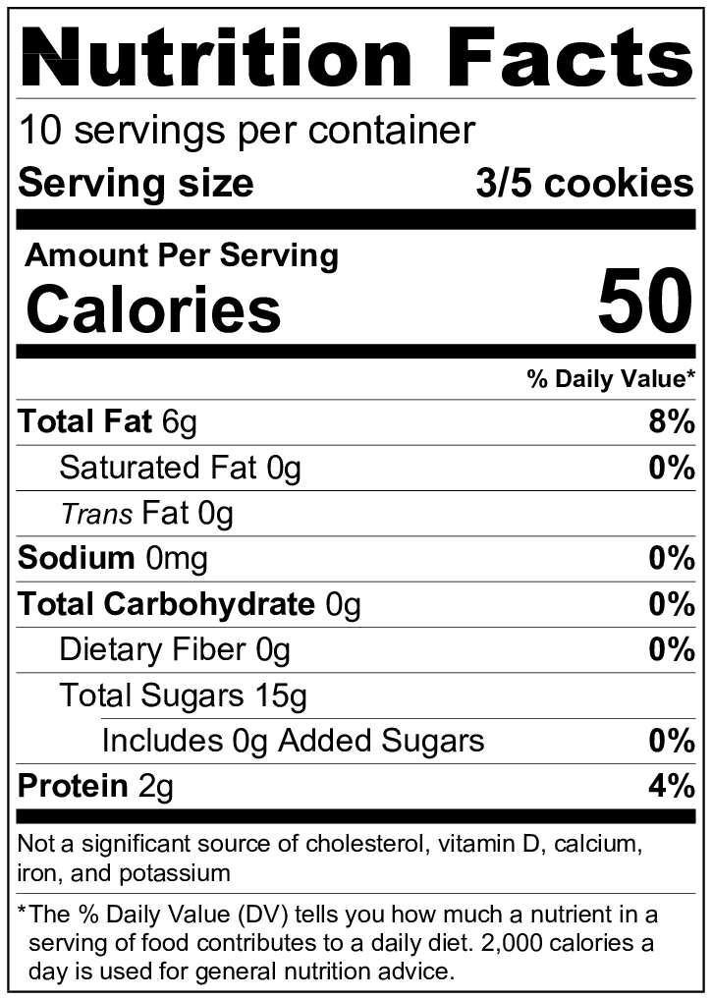 Nutrition Facts
10 servings per container
Serving size 3/5 cookies
Amount Per Serving
Calories 50
% Daily Value*
Total Fat 6g 8%
Saturated Fat 0g 0%
Trans Fat 0g
Sodium 0mg 0%
Total Carbohydrate 0g 0%
Dietary Fiber 0g 0%
Total Sugars 15g
Includes 0g Added Sugars 0%
Protein 2g 4%
Not a significant source of cholesterol, vitamin D, calcium,
iron, and potassium
*The % Daily Value (DV) tells you how much a nutrient in a
serving of food contributes to a daily diet. 2,000 calories a
day is used for general nutrition advice.